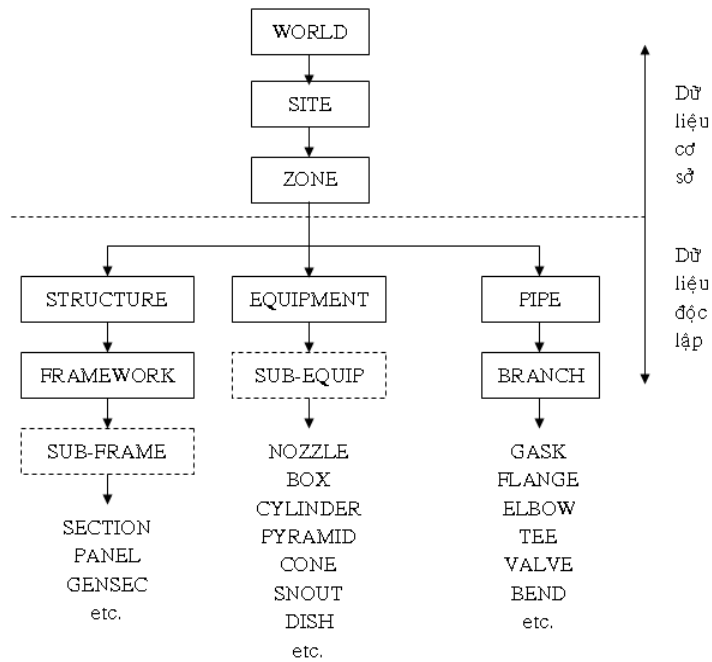 WORLD
SITE
ZONE
Dữ
liệu
cơ
sở
Dữ
liệu
độc
lập
STRUCTURE
EQUIPMENT
PIPE
FRAMEWORK
SUB-EQUIP
BRANCH
SUB-FRAME
SECTION
PANEL
GENSEC
etc.
NOZZLE
BOX
CYLINDER
PYRAMID
CONE
SNOUT
DISH
etc.
GASK
FLANGE
ELBOW
TEE
VALVE
BEND
etc.